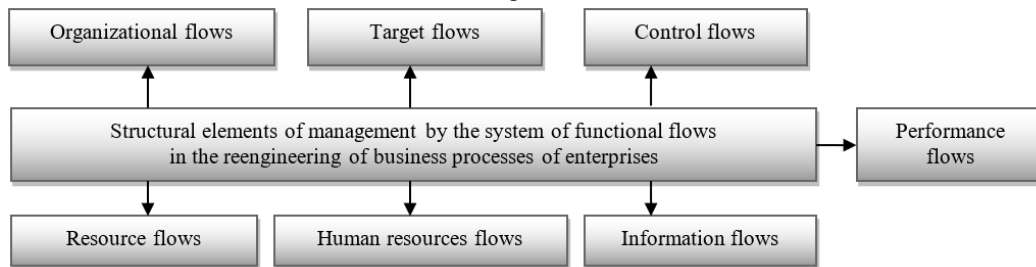 Organizational flows
Target flows
Control flows
Structural elements of management by the system of functional flows
in the reengineering of business processes of enterprises
Performance
flows
Resource flows
Human resources flows
Information flows